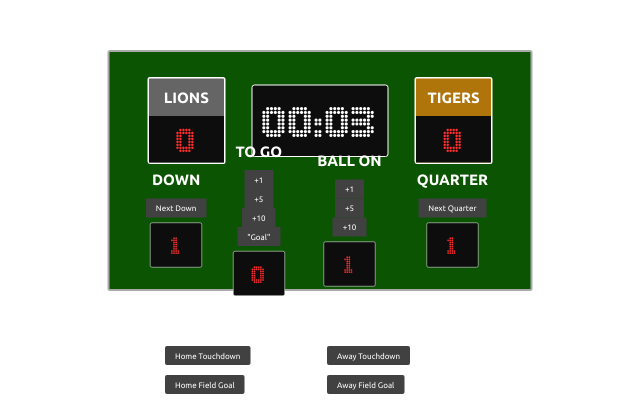 LIONS
0
00:03
TIGERS
0
TO GO
BALL ON
DOWN
QUARTER
+1
+5
+10
"Goal"
+1
+5
+10
Next Down
Next Quarter
1
0
1
1
Home Touchdown
Away Touchdown
Home Field Goal
Away Field Goal